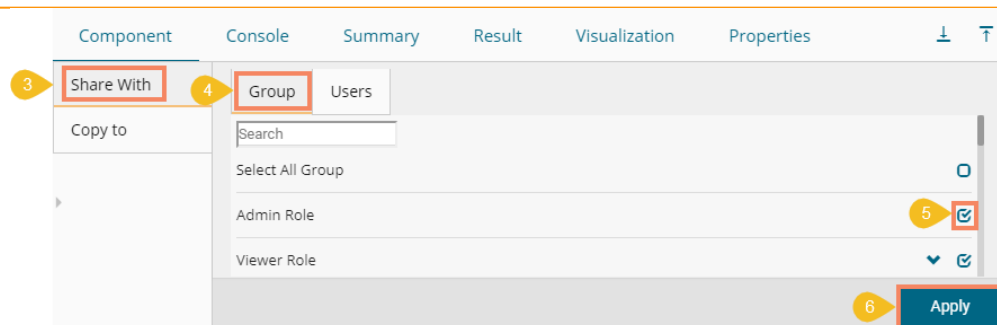 Component Console Summary Result Visualization Properties
3 Share With 4 Group Users
Copy to
Search
Select All Group
Admin Role 5
Viewer Role
6 Apply